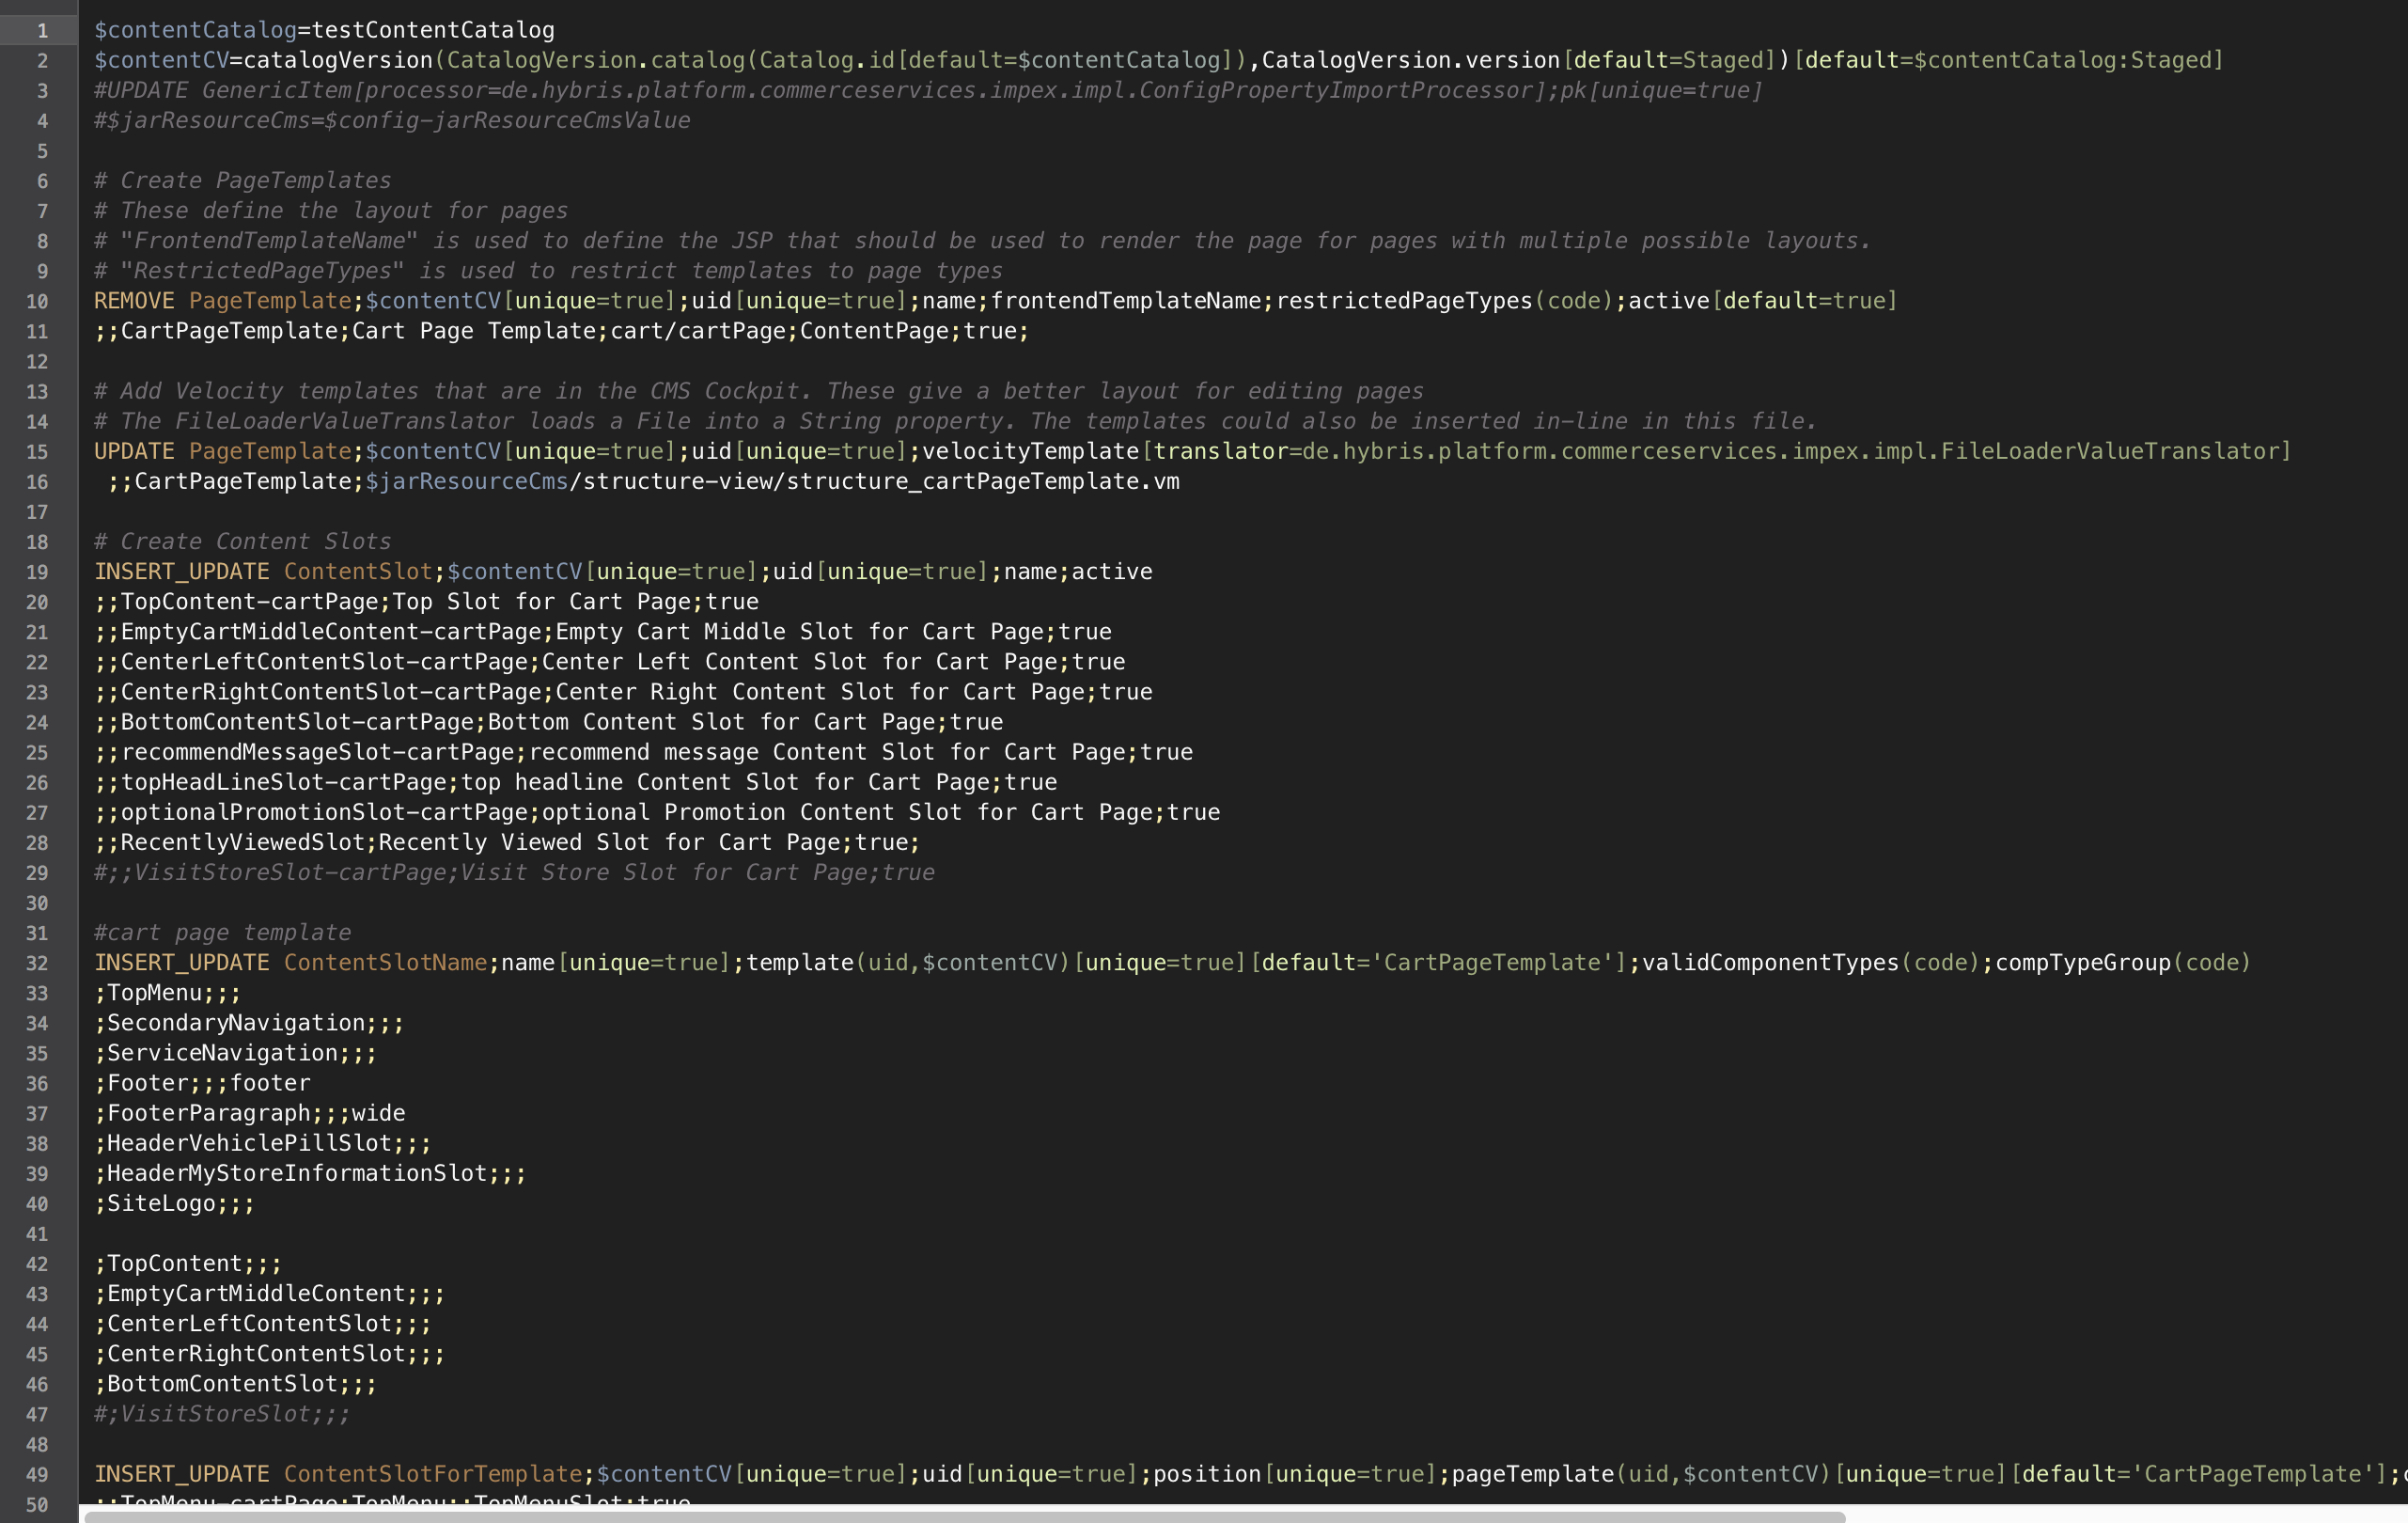 1 $contentCatalog=testContentCatalog
2 $contentCV=catalogVersion(CatalogVersion.catalog(Catalog.id[default=$contentCatalog]),CatalogVersion.version[default=Staged])[default=$contentCatalog:Staged]
3 #UPDATE GenericItem[processor=de.hybris.platform.commerceservices.impex.impl.ConfigPropertyImportProcessor];pk[unique=true]
4 #$jarResourceCms=$config-jarResourceCmsValue
5
6 # Create PageTemplates
7 # These define the layout for pages
8 # "FrontendTemplateName" is used to define the JSP that should be used to render the page for pages with multiple possible layouts.
9 # "RestrictedPageTypes" is used to restrict templates to page types
10 REMOVE PageTemplate;$contentCV[unique=true];uid[unique=true];name;frontendTemplateName;restrictedPageTypes(code);active[default=true]
11 ;;CartPageTemplate;Cart Page Template;cart/cartPage;ContentPage;true;
12
13 # Add Velocity templates that are in the CMS Cockpit. These give a better layout for editing pages
14 # The FileLoaderValueTranslator loads a File into a String property. The templates could also be inserted in-line in this file.
15 UPDATE PageTemplate;$contentCV[unique=true];uid[unique=true];velocityTemplate[translator=de.hybris.platform.commerceservices.impex.impl.FileLoaderValueTranslator]
16 ;;CartPageTemplate;$jarResourceCms/structure-view/structure_cartPageTemplate.vm
17
18 # Create Content Slots
19 INSERT_UPDATE ContentSlot;$contentCV[unique=true];uid[unique=true];name;active
20 ;;TopContent-cartPage;Top Slot for Cart Page;true
21 ;;EmptyCartMiddleContent-cartPage;Empty Cart Middle Slot for Cart Page;true
22 ;;CenterLeftContentSlot-cartPage;Center Left Content Slot for Cart Page;true
23 ;;CenterRightContentSlot-cartPage;Center Right Content Slot for Cart Page;true
24 ;;BottomContentSlot-cartPage;Bottom Content Slot for Cart Page;true
25 ;;recommendMessageSlot-cartPage;recommend message Content Slot for Cart Page;true
26 ;;topHeadLineSlot-cartPage;top headline Content Slot for Cart Page;true
27 ;;optionalPromotionSlot-cartPage;optional Promotion Content Slot for Cart Page;true
28 ;;RecentlyViewedSlot;Recently Viewed Slot for Cart Page;true;
29 #;;VisitStoreSlot-cartPage;Visit Store Slot for Cart Page;true
30
31 #cart page template
32 INSERT_UPDATE ContentSlotName;name[unique=true];template(uid,$contentCV)[unique=true][default='CartPageTemplate'];validComponentTypes(code);compTypeGroup(code)
33 ;TopMenu;;;
34 ;SecondaryNavigation;;;
35 ;ServiceNavigation;;;
36 ;Footer;;;footer
37 ;FooterParagraph;;;wide
38 ;HeaderVehiclePillSlot;;;
39 ;HeaderMyStoreInformationSlot;;;
40 ;SiteLogo;;;
41
42 ;TopContent;;;
43 ;EmptyCartMiddleContent;;;
44 ;CenterLeftContentSlot;;;
45 ;CenterRightContentSlot;;;
46 ;BottomContentSlot;;;
47 #;VisitStoreSlot;;;
48
49 INSERT_UPDATE ContentSlotForTemplate;$contentCV[unique=true];uid[unique=true];position[unique=true];pageTemplate(uid,$contentCV)[unique=true][default='CartPageTemplate'];
50 ;;TopMenu-cartPage;TopMenu;;TopMenuSlot;true